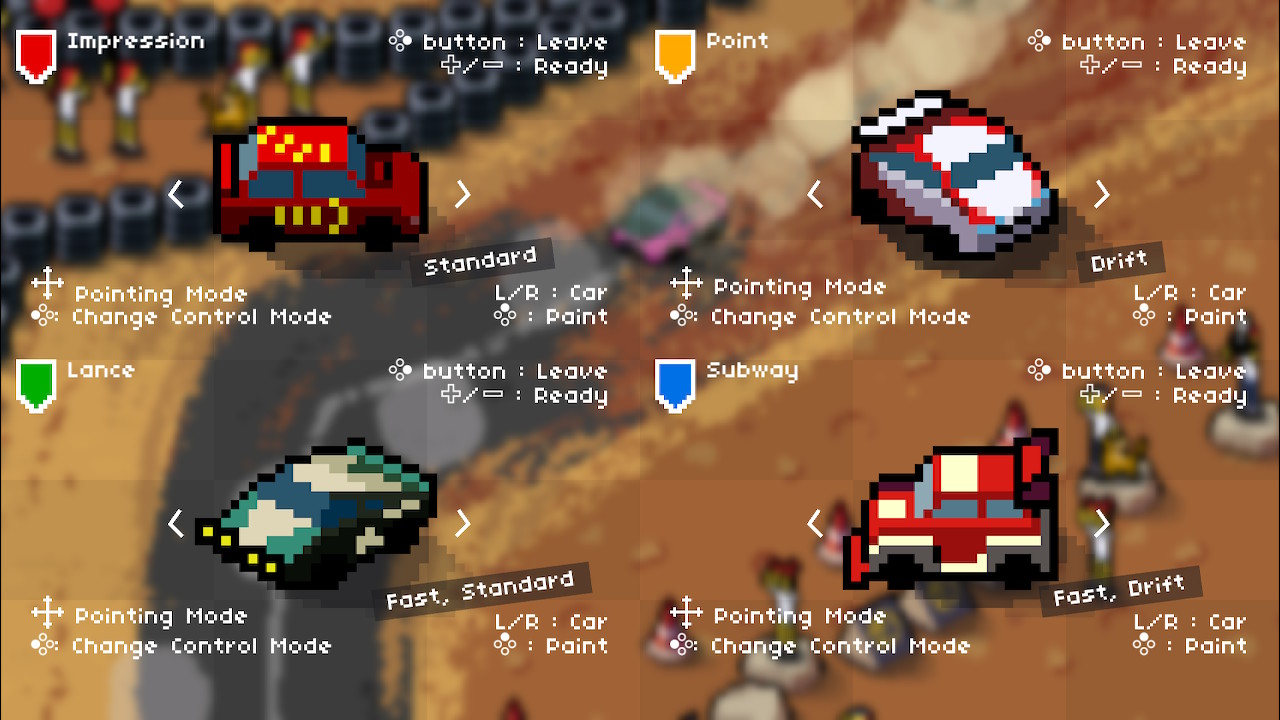 Impression
button : Leave
+/- : Ready
Standard
Pointing Mode
: Change Control Mode
L/R : Car
: Paint
Point
button : Leave
+/- : Ready
Drift
Pointing Mode
: Change Control Mode
L/R : Car
: Paint
Lance
button : Leave
+/- : Ready
Fast, Standard
Pointing Mode
: Change Control Mode
L/R : Car
: Paint
Subway
button : Leave
+/- : Ready
Fast, Drift
Pointing Mode
: Change Control Mode
L/R : Car
: Paint